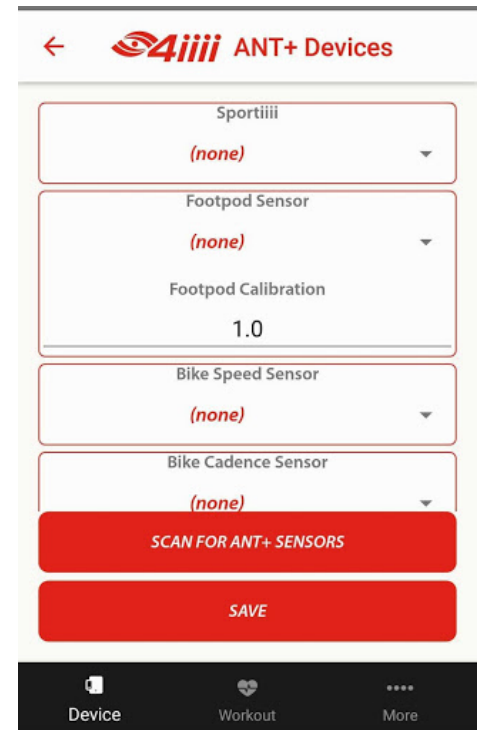 4iiii ANT+ Devices
Sportiiii
(none)
Footpod Sensor
(none)
Footpod Calibration
1.0
Bike Speed Sensor
(none)
Bike Cadence Sensor
(none)
SCAN FOR ANT+ SENSORS
SAVE
Device Workout More